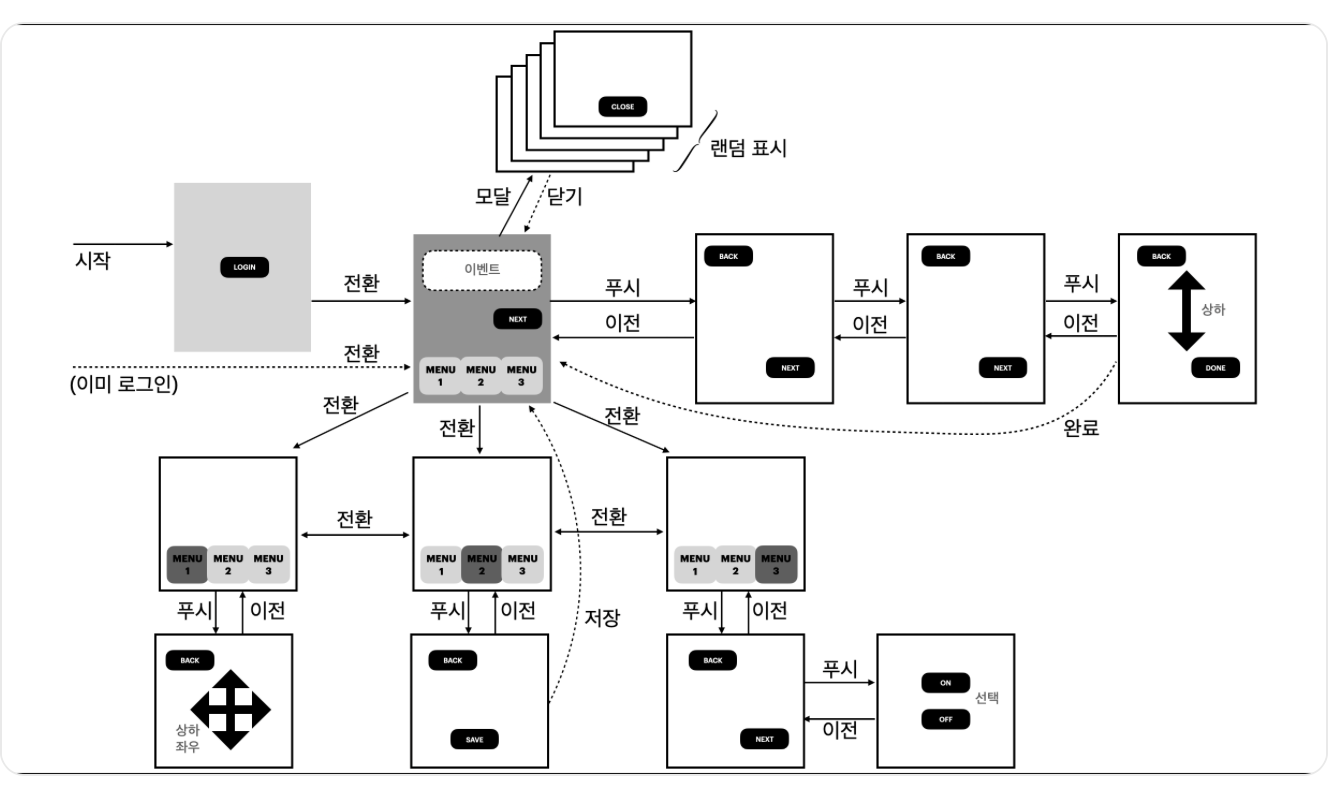 CLOSE
랜덤 표시
모달
닫기
시작
LOGIN
전환
이벤트
NEXT
전환
(이미 로그인)
MENU 1
MENU 2
MENU 3
푸시
이전
BACK
NEXT
푸시
이전
BACK
NEXT
푸시
이전
BACK
상하
DONE
완료
전환
전환
전환
MENU 1
MENU 2
MENU 3
전환
MENU 1
MENU 2
MENU 3
전환
MENU 1
MENU 2
MENU 3
푸시
이전
푸시
이전
저장
푸시
이전
BACK
상하
좌우
BACK
SAVE
BACK
NEXT
푸시
이전
ON
선택
OFF